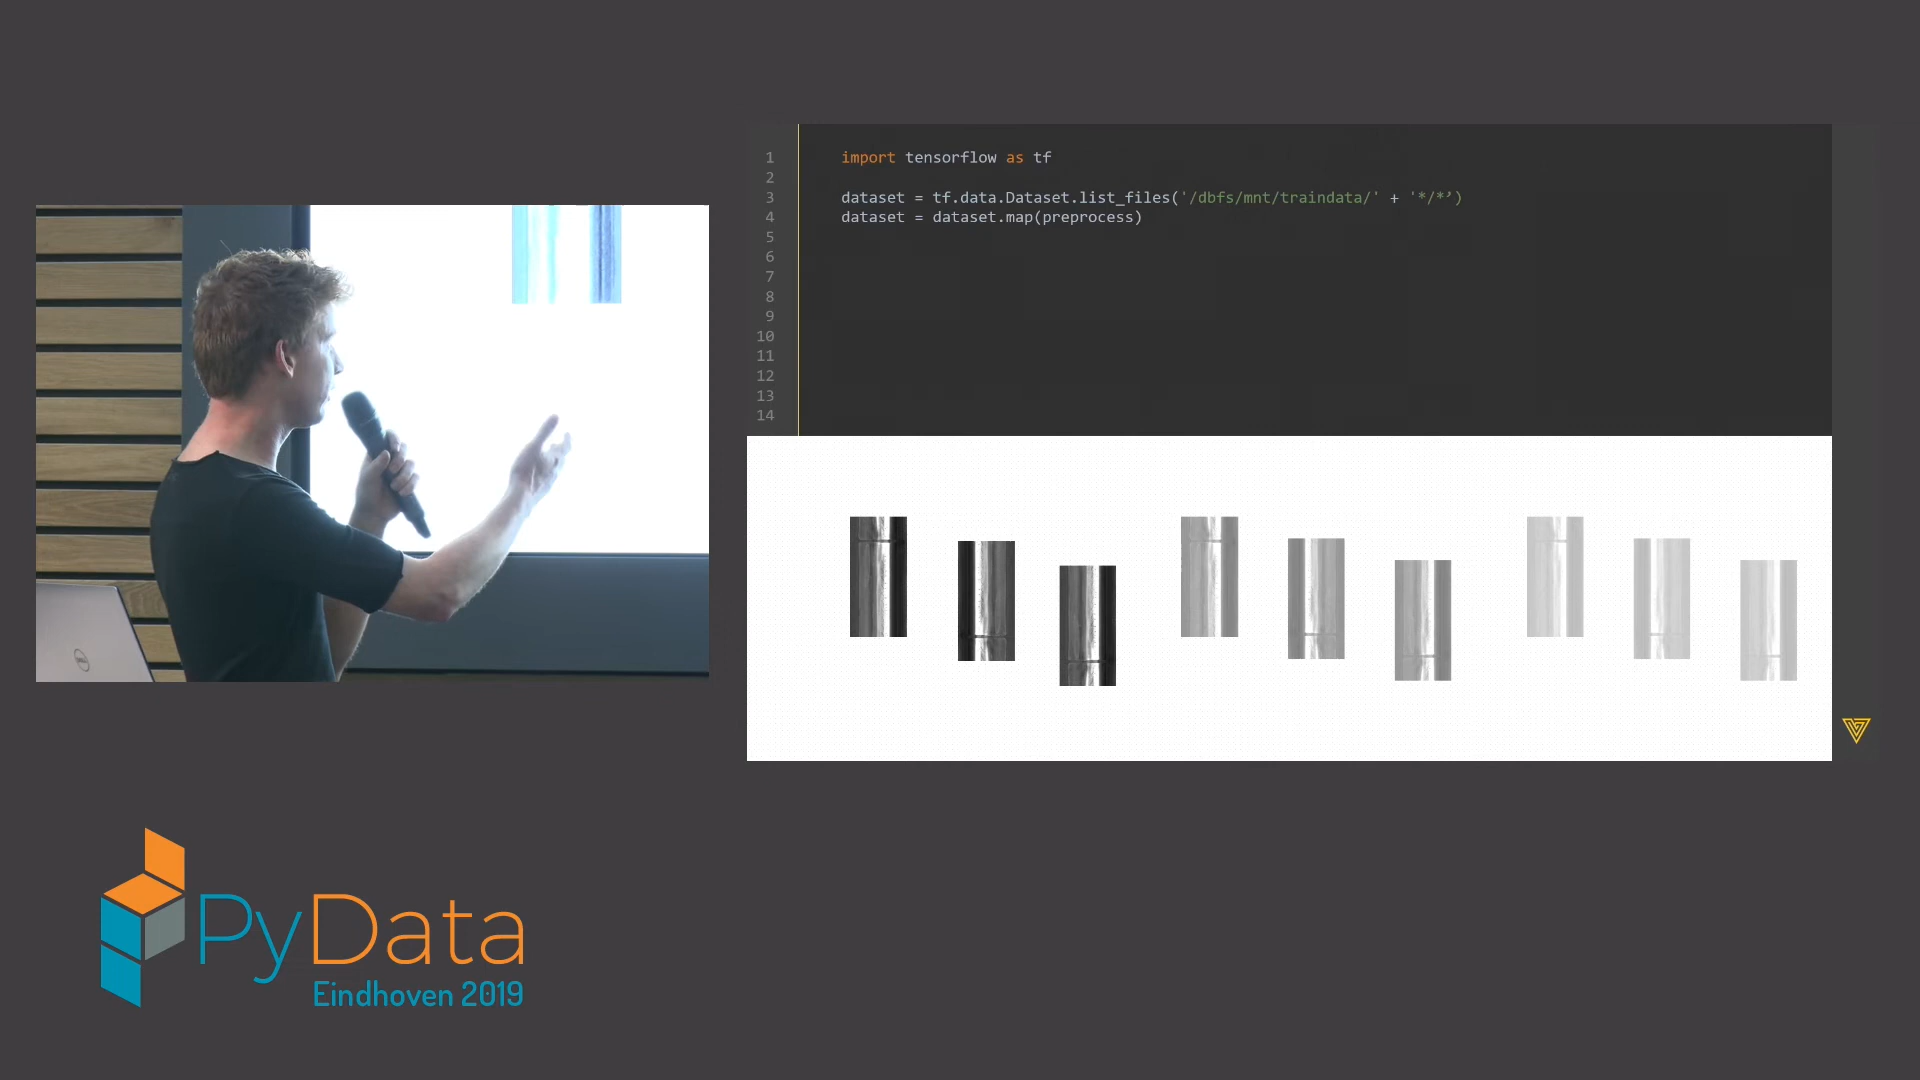 1 import tensorflow as tf
2
3 dataset = tf.data.Dataset.list_files('/dbfs/mnt/traindata/' + '*/*’)
4 dataset = dataset.map(preprocess)
5
6
7
8
9
10
11
12
13
14
PyData
Eindhoven 2019